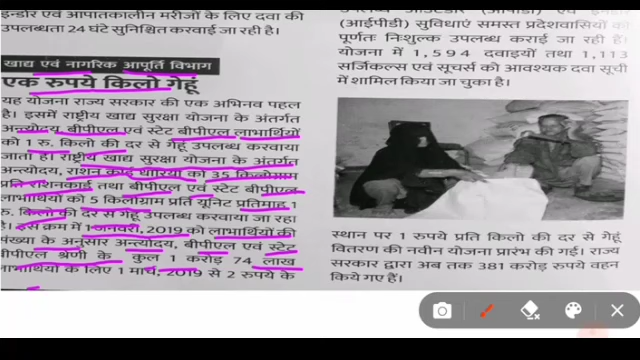 इन्डोर एवं आपातकालीन मरीजों के लिए दवा की
उपलब्धता 24 घंटे सुनिश्चित करवाई जा रही है।
खाद्य एवं नागरिक आपूर्ति विभाग
एक रुपये किलो गेहूं
यह योजना राज्य सरकार की एक अभिनव पहल
है। इसमें राष्ट्रीय खाद्य सुरक्षा योजना के अंतर्गत
अन्त्योदय, बीपीएल एवं स्टेट बीपीएल लाभार्थियों
को 1 रु. किलो की दर से गेहूं उपलब्ध करवाया
जाता है। राष्ट्रीय खाद्य सुरक्षा योजना के अंतर्गत
अन्त्योदय, राशन कार्ड धारियों को 35 किलोग्राम
प्रति राशनकार्ड तथा बीपीएल एवं स्टेट बीपीएल
लाभार्थियों को 5 किलोग्राम प्रति यूनिट प्रतिमाह 1
रु. किलो की दर से गेहूं उपलब्ध करवाया जा रहा
है। इस क्रम में 1 जनवरी, 2019 को लाभार्थियों की
संख्या के अनुसार अन्त्योदय, बीपीएल एवं स्टेट
बीपीएल श्रेणी के कुल 1 करोड़ 74 लाख
लाभार्थियों के लिए 1 मार्च, 2019 से 2 रुपये के
(आईपीडी) सुविधाएं समस्त प्रदेशवासियों को
पूर्णतः निःशुल्क उपलब्ध कराई जा रही हैं।
योजना में 1,594 दवाइयों तथा 1,113
सर्जिकल्स एवं सूचर्स को आवश्यक दवा सूची
में शामिल किया जा चुका है।
स्थान पर 1 रुपये प्रति किलो की दर से गेहूं
वितरण की नवीन योजना प्रारंभ की गई। राज्य
सरकार द्वारा अब तक 381 करोड़ रुपये वहन
किये गए हैं।